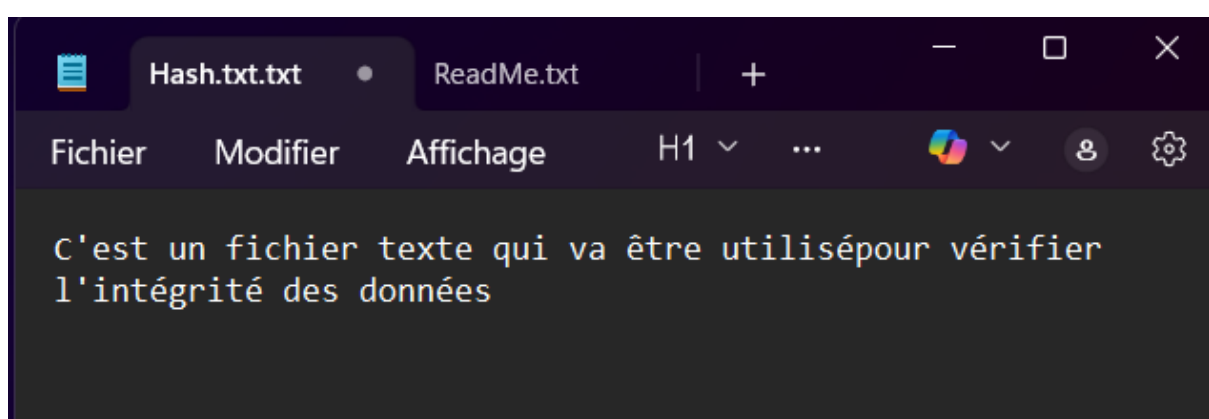 Hash.txt.txt ReadMe.txt
Fichier Modifier Affichage H1 ...
C'est un fichier texte qui va être utilisépour vérifier
l'intégrité des données